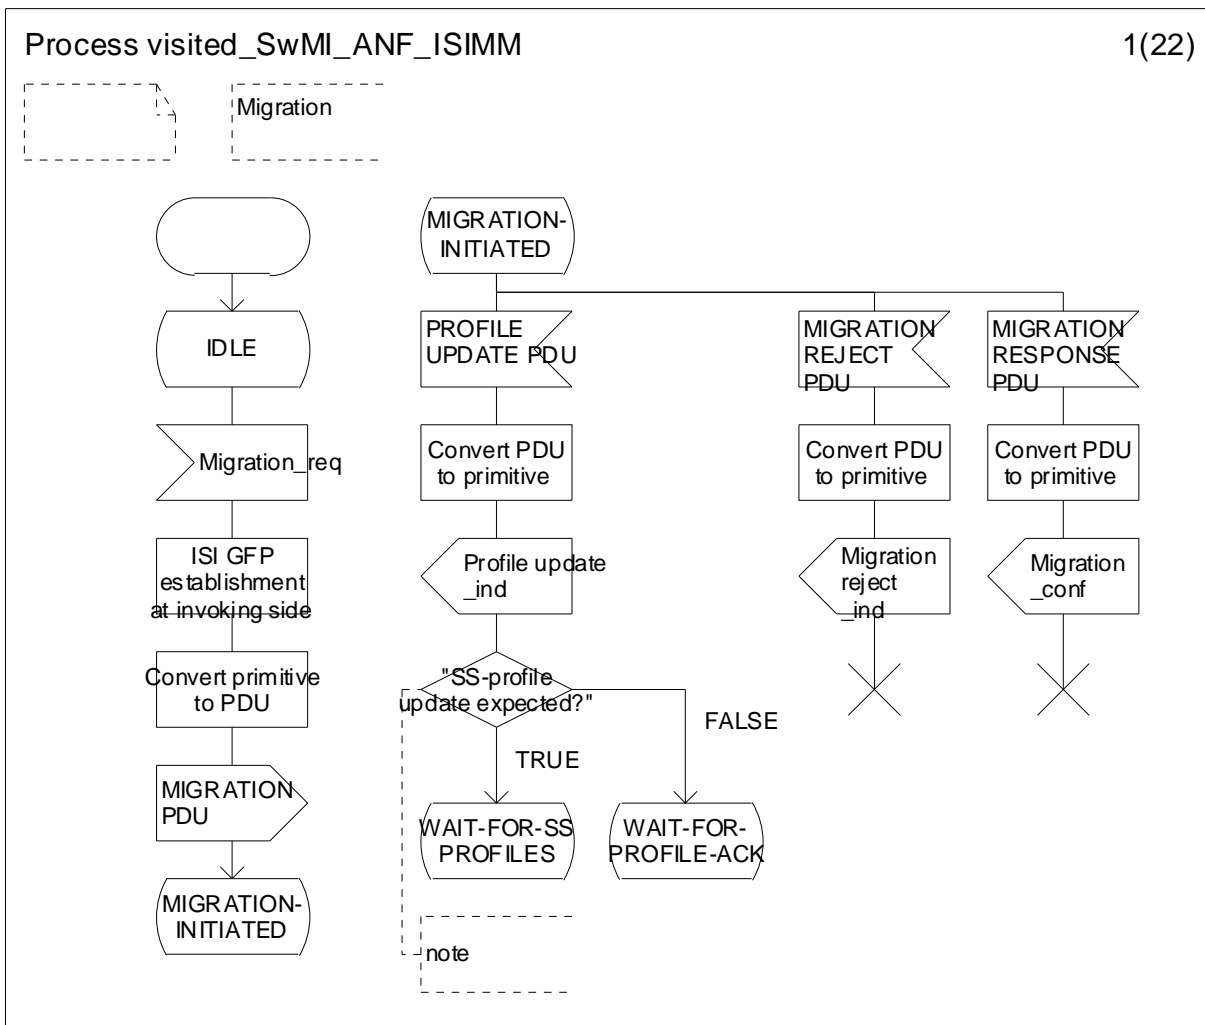 Process visited_SwMI_ANF_ISIMM
1(22)
Migration
IDLE
Migration_req
ISI GFP
establishment
at invoking side
Convert primitive
to PDU
MIGRATION
PDU
MIGRATION-
INITIATED
MIGRATION-
INITIATED
PROFILE
UPDATE PDU
Convert PDU
to primitive
Profile update
_ind
"SS-profile
update expected?"
TRUE
FALSE
WAIT-FOR-SS
PROFILES
WAIT-FOR-
PROFILE-ACK
note
MIGRATION
REJECT
PDU
Convert PDU
to primitive
Migration
reject
_ind
MIGRATION
RESPONSE
PDU
Convert PDU
to primitive
Migration
_conf